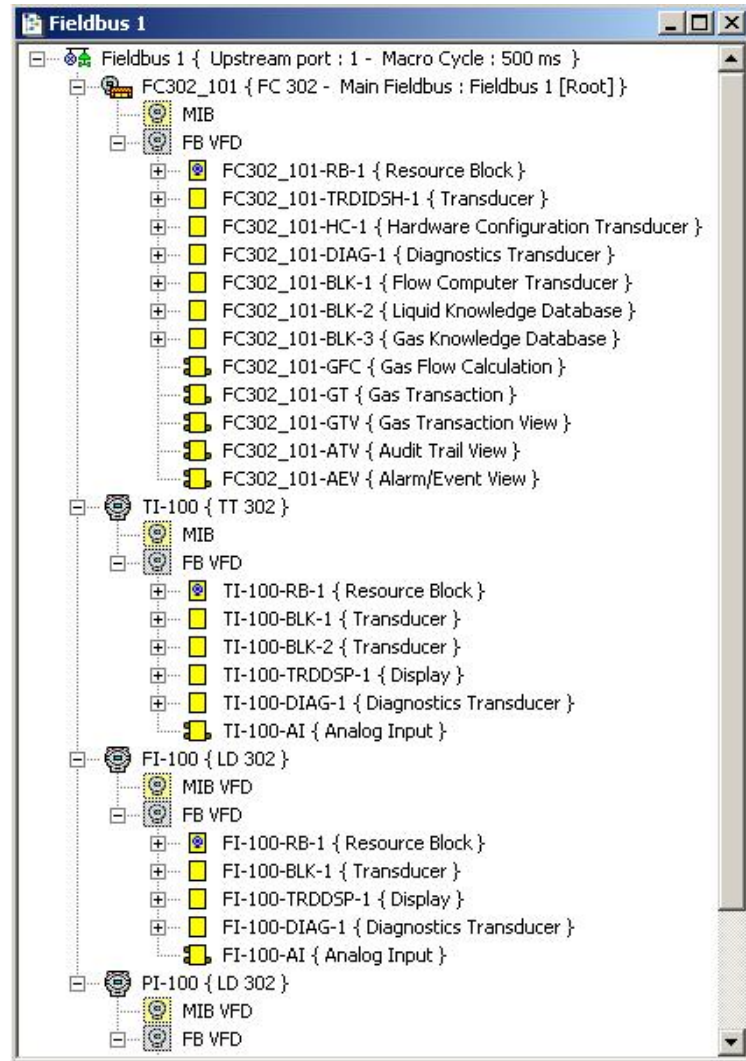 Fieldbus 1
Fieldbus 1 { Upstream port : 1 - Macro Cycle : 500 ms }
FC302_101 { FC 302 - Main Fieldbus : Fieldbus 1 [Root] }
MIB
FB VFD
FC302_101-RB-1 { Resource Block }
FC302_101-TRDIDSH-1 { Transducer }
FC302_101-HC-1 { Hardware Configuration Transducer }
FC302_101-DIAG-1 { Diagnostics Transducer }
FC302_101-BLK-1 { Flow Computer Transducer }
FC302_101-BLK-2 { Liquid Knowledge Database }
FC302_101-BLK-3 { Gas Knowledge Database }
FC302_101-GFC { Gas Flow Calculation }
FC302_101-GT { Gas Transaction }
FC302_101-GTV { Gas Transaction View }
FC302_101-ATV { Audit Trail View }
FC302_101-AEV { Alarm/Event View }
TI-100 { TT 302 }
MIB
FB VFD
TI-100-RB-1 { Resource Block }
TI-100-BLK-1 { Transducer }
TI-100-BLK-2 { Transducer }
TI-100-TRDDSP-1 { Display }
TI-100-DIAG-1 { Diagnostics Transducer }
TI-100-AI { Analog Input }
FI-100 { LD 302 }
MIB VFD
FB VFD
FI-100-RB-1 { Resource Block }
FI-100-BLK-1 { Transducer }
FI-100-TRDDSP-1 { Display }
FI-100-DIAG-1 { Diagnostics Transducer }
FI-100-AI { Analog Input }
PI-100 { LD 302 }
MIB VFD
FB VFD